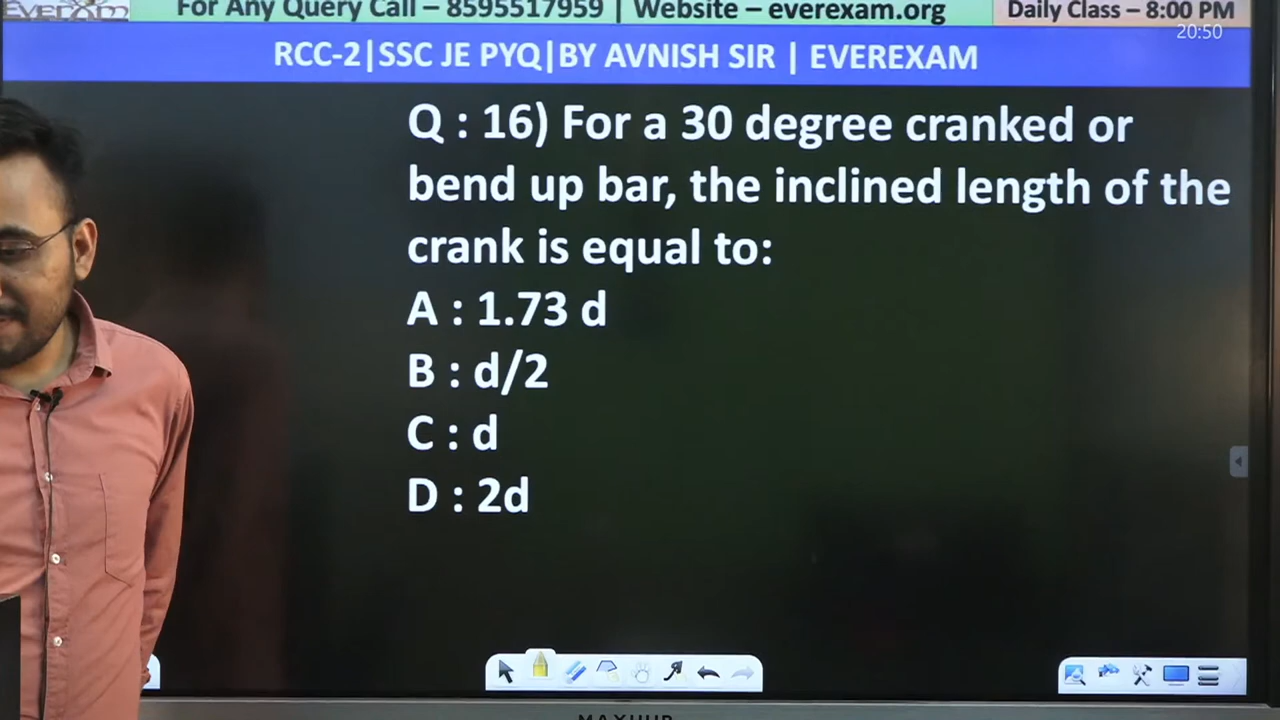 For Any Query Call – 8595517959 | Website – everexam.org
Daily Class – 8:00 PM
20:50
RCC-2|SSC JE PYQ|BY AVNISH SIR | EVEREXAM
Q : 16) For a 30 degree cranked or
bend up bar, the inclined length of the
crank is equal to:
A : 1.73 d
B : d/2
C : d
D : 2d